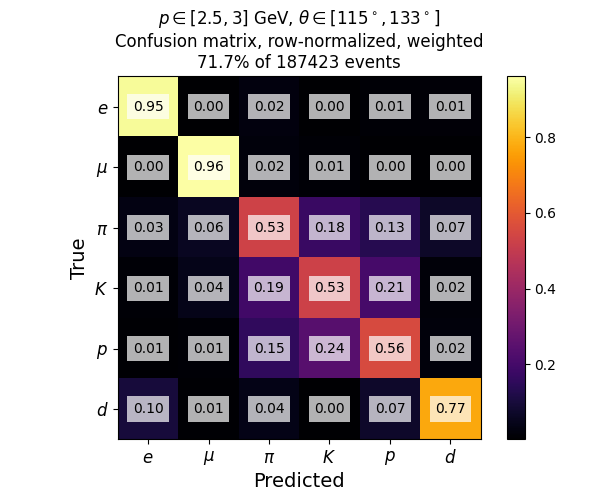 p ∈ [2.5, 3] GeV, θ ∈ [115°, 133°]
Confusion matrix, row-normalized, weighted
71.7% of 187423 events
e 0.95 0.00 0.02 0.00 0.01 0.01
μ 0.00 0.96 0.02 0.01 0.00 0.00
π 0.03 0.06 0.53 0.18 0.13 0.07
K 0.01 0.04 0.19 0.53 0.21 0.02
p 0.01 0.01 0.15 0.24 0.56 0.02
d 0.10 0.01 0.04 0.00 0.07 0.77
e μ π K p d
Predicted
True
0.8
0.6
0.4
0.2